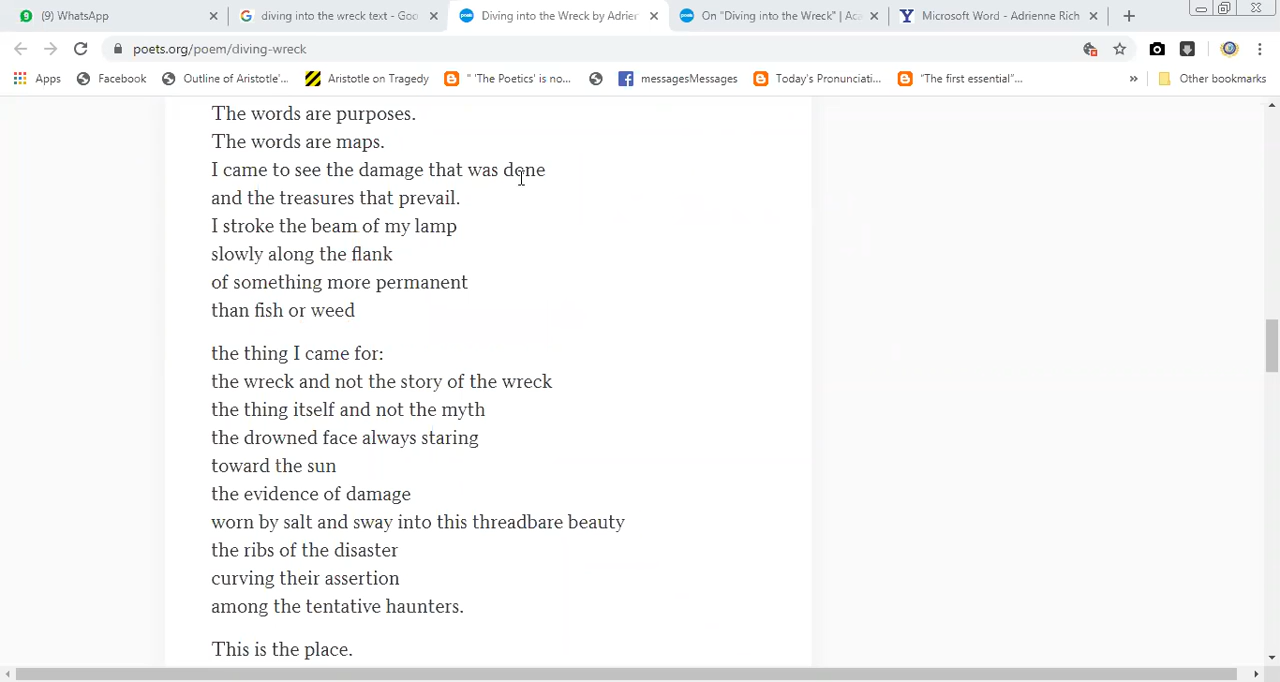 (9) WhatsApp
diving into the wreck text - Goo
Diving into the Wreck by Adrien
On "Diving into the Wreck" | Aca
Microsoft Word - Adrienne Rich
poets.org/poem/diving-wreck
Apps
Facebook
Outline of Aristotle'...
Aristotle on Tragedy
" 'The Poetics' is no...
messagesMessages
Today's Pronunciati...
"The first essential"...
»
Other bookmarks
The words are purposes.
The words are maps.
I came to see the damage that was done
and the treasures that prevail.
I stroke the beam of my lamp
slowly along the flank
of something more permanent
than fish or weed
the thing I came for:
the wreck and not the story of the wreck
the thing itself and not the myth
the drowned face always staring
toward the sun
the evidence of damage
worn by salt and sway into this threadbare beauty
the ribs of the disaster
curving their assertion
among the tentative haunters.
This is the place.